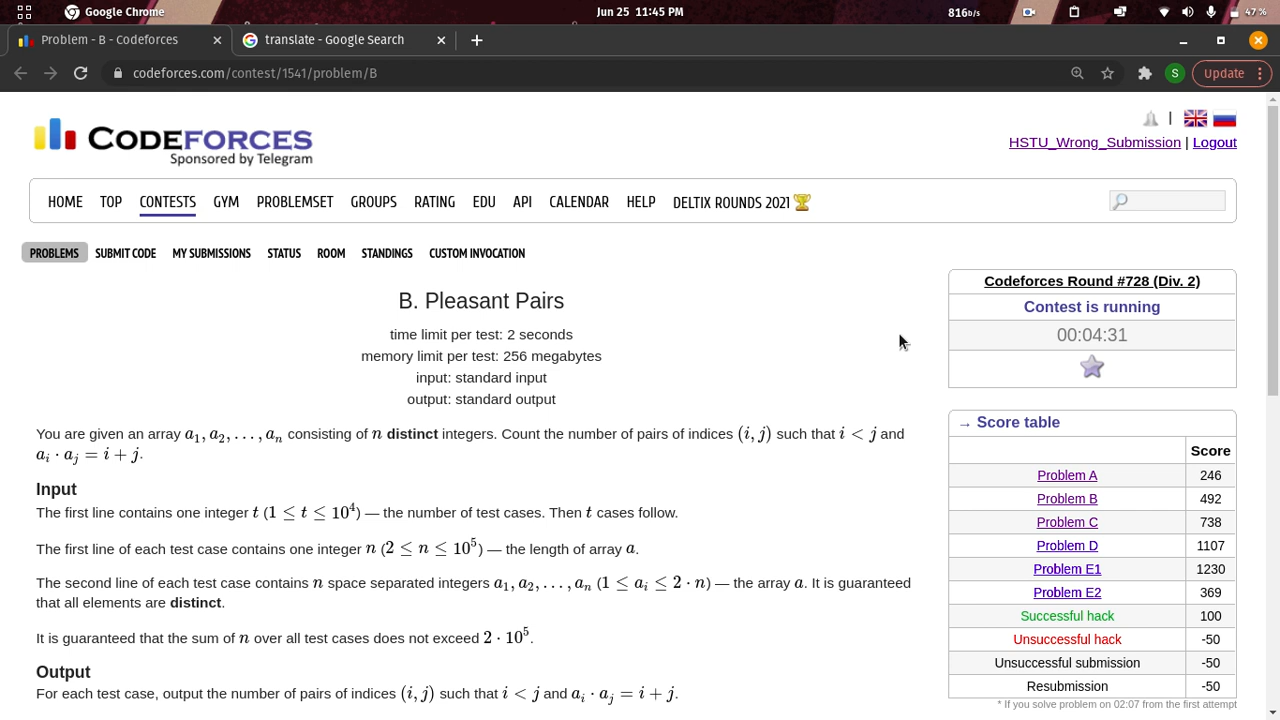 Google Chrome
Jun 25 11:45 PM
816b/s
47 %
Problem - B - Codeforces
translate - Google Search
codeforces.com/contest/1541/problem/B
S
Update
CODEFORCES
Sponsored by Telegram
|
HSTU_Wrong_Submission | Logout
HOME TOP CONTESTS GYM PROBLEMSET GROUPS RATING EDU API CALENDAR HELP DELTIX ROUNDS 2021
PROBLEMS SUBMIT CODE MY SUBMISSIONS STATUS ROOM STANDINGS CUSTOM INVOCATION
B. Pleasant Pairs
time limit per test: 2 seconds
memory limit per test: 256 megabytes
input: standard input
output: standard output
You are given an array a₁, a₂, …, aₙ consisting of n distinct integers. Count the number of pairs of indices (i, j) such that i < j and
aᵢ · aⱼ = i + j.
Input
The first line contains one integer t (1 ≤ t ≤ 10⁴) — the number of test cases. Then t cases follow.
The first line of each test case contains one integer n (2 ≤ n ≤ 10⁵) — the length of array a.
The second line of each test case contains n space separated integers a₁, a₂, …, aₙ (1 ≤ aᵢ ≤ 2 · n) — the array a. It is guaranteed
that all elements are distinct.
It is guaranteed that the sum of n over all test cases does not exceed 2 · 10⁵.
Output
For each test case, output the number of pairs of indices (i, j) such that i < j and aᵢ · aⱼ = i + j.
Codeforces Round #728 (Div. 2)
Contest is running
00:04:31
→ Score table
Score
Problem A 246
Problem B 492
Problem C 738
Problem D 1107
Problem E1 1230
Problem E2 369
Successful hack 100
Unsuccessful hack -50
Unsuccessful submission -50
Resubmission -50
* If you solve problem on 02:07 from the first attempt